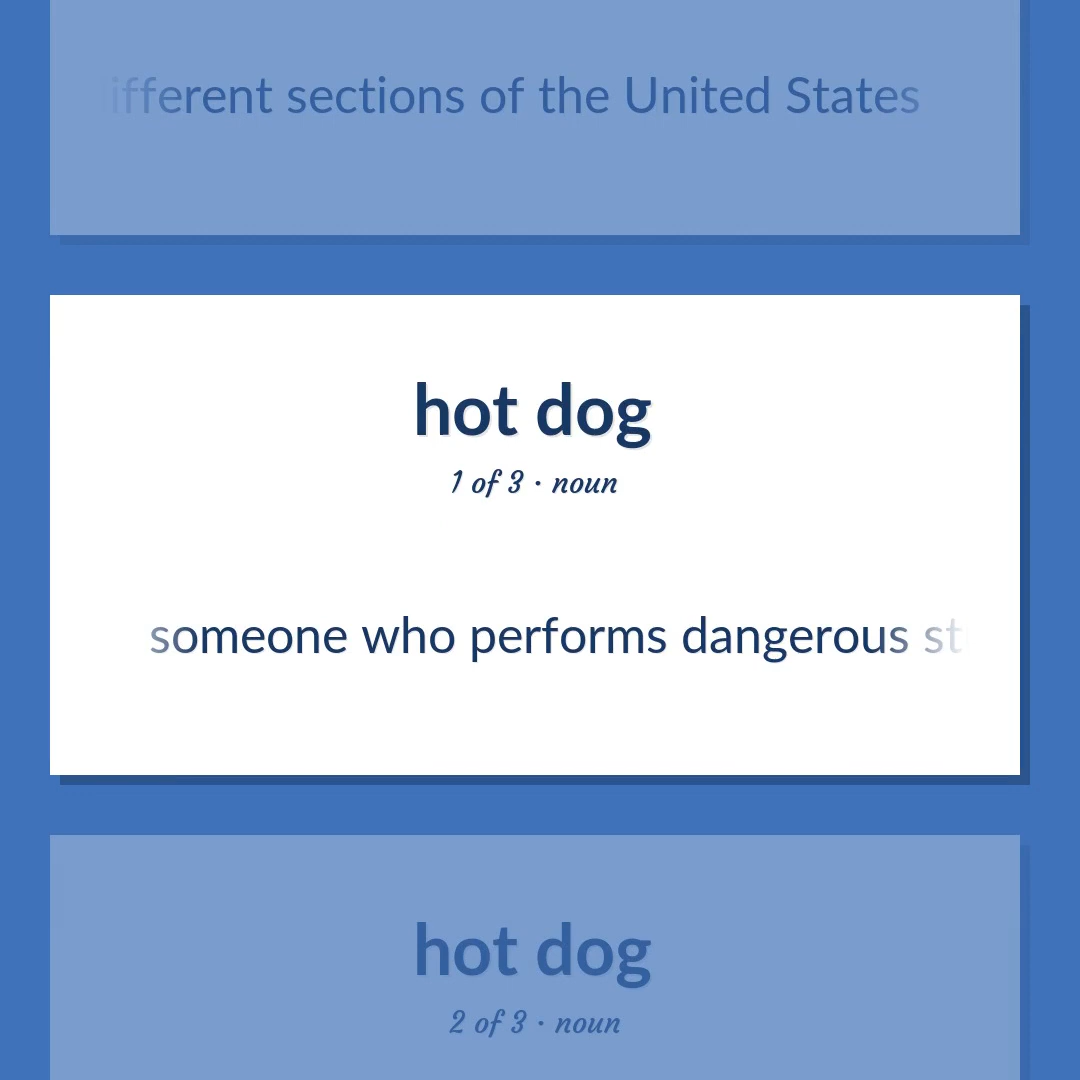 erent sections of the United States
hot dog
1 of 3 · noun
someone who performs dangerous
hot dog
2 of 3 · noun